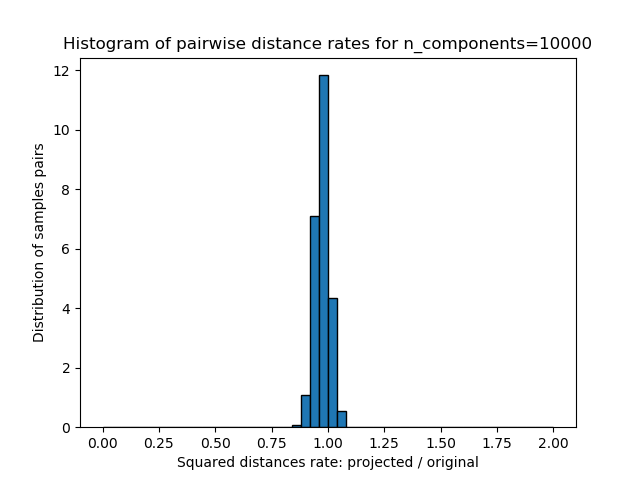 Histogram of pairwise distance rates for n_components=10000
12
10
8
6
4
2
0
Distribution of samples pairs
0.00 0.25 0.50 0.75 1.00 1.25 1.50 1.75 2.00
Squared distances rate: projected / original